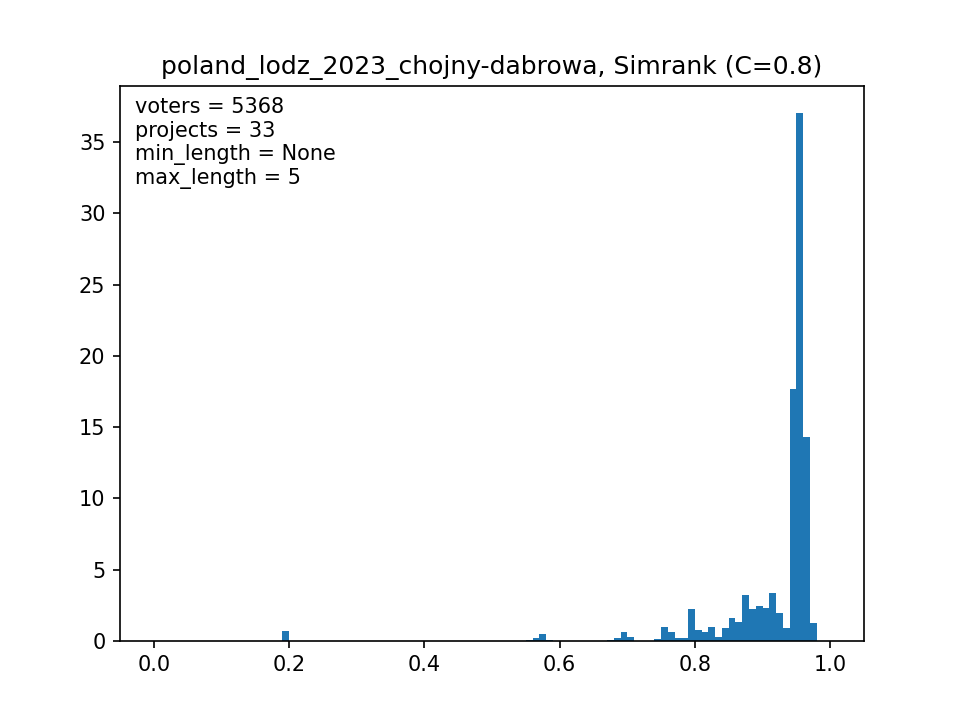 poland_lodz_2023_chojny-dabrowa, Simrank (C=0.8)
voters = 5368
projects = 33
min_length = None
max_length = 5
35
30
25
20
15
10
5
0
0.0 0.2 0.4 0.6 0.8 1.0